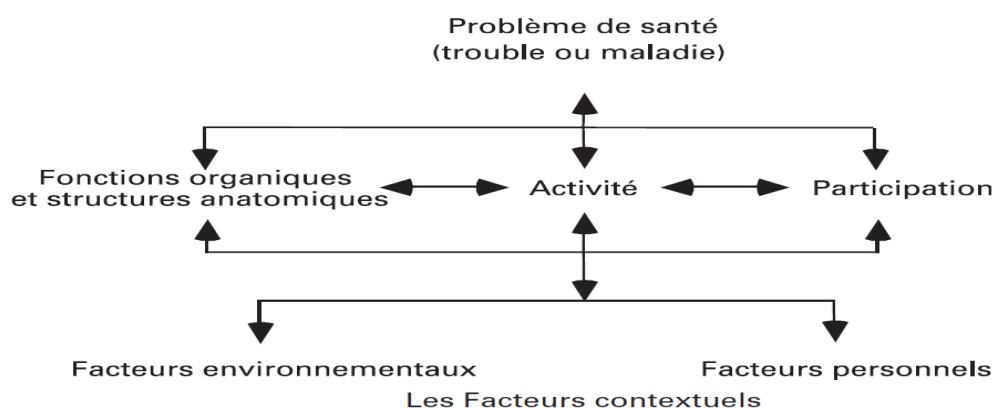 Problème de santé
(trouble ou maladie)
Fonctions organiques
et structures anatomiques
Activité
Participation
Facteurs environnementaux
Facteurs personnels
Les Facteurs contextuels